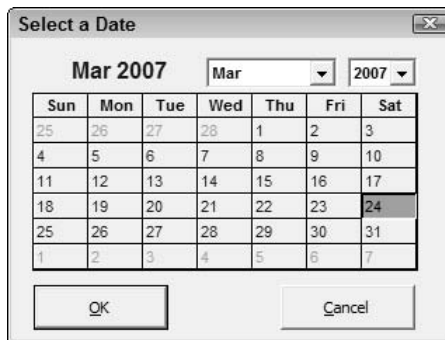 Select a Date
Mar 2007 Mar 2007
Sun Mon Tue Wed Thu Fri Sat
25 26 27 28 1 2 3
4 5 6 7 8 9 10
11 12 13 14 15 16 17
18 19 20 21 22 23 24
25 26 27 28 29 30 31
1 2 3 4 5 6 7
OK Cancel